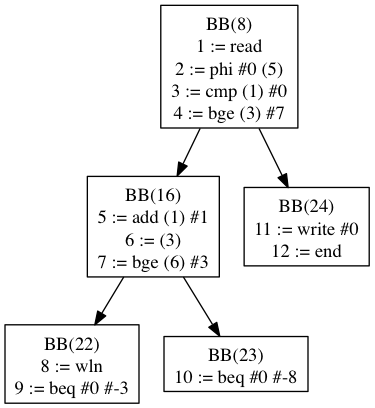 BB(8)
1 := read
2 := phi #0 (5)
3 := cmp (1) #0
4 := bge (3) #7
BB(16)
5 := add (1) #1
6 := (3)
7 := bge (6) #3
BB(24)
11 := write #0
12 := end
BB(22)
8 := wln
9 := beq #0 #-3
BB(23)
10 := beq #0 #-8